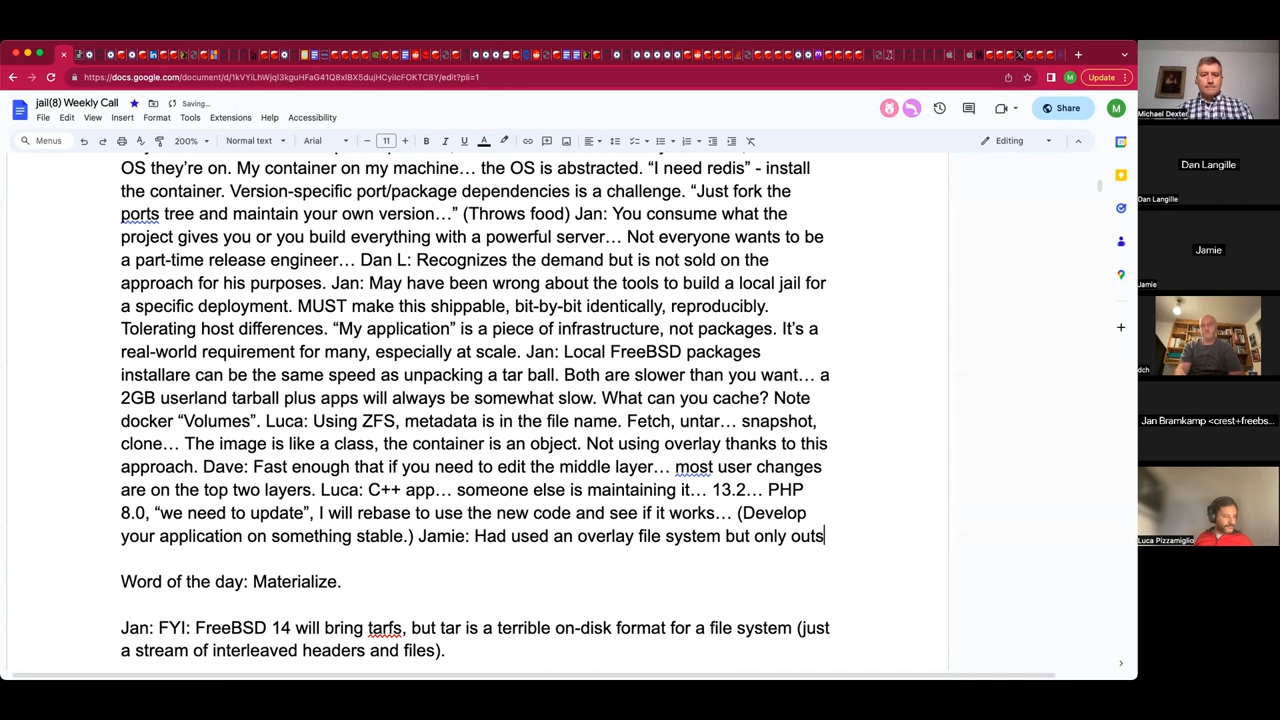 https://docs.google.com/document/d/1kVYiLhWjqI3kguHFaG41Q8xIBX5dujHCyiIcFOKTC8Y/edit?pli=1
M
Update
jail(8) Weekly Call
Saving…
File Edit View Insert Format Tools Extensions Help Accessibility
Share
M
Menus
200%
Normal text
Arial
11
Editing
OS they're on. My container on my machine… the OS is abstracted. “I need redis” - install
the container. Version-specific port/package dependencies is a challenge. “Just fork the
ports tree and maintain your own version…” (Throws food) Jan: You consume what the
project gives you or you build everything with a powerful server… Not everyone wants to be
a part-time release engineer… Dan L: Recognizes the demand but is not sold on the
approach for his purposes. Jan: May have been wrong about the tools to build a local jail for
a specific deployment. MUST make this shippable, bit-by-bit identically, reproducibly.
Tolerating host differences. “My application” is a piece of infrastructure, not packages. It's a
real-world requirement for many, especially at scale. Jan: Local FreeBSD packages
installare can be the same speed as unpacking a tar ball. Both are slower than you want… a
2GB userland tarball plus apps will always be somewhat slow. What can you cache? Note
docker “Volumes”. Luca: Using ZFS, metadata is in the file name. Fetch, untar… snapshot,
clone… The image is like a class, the container is an object. Not using overlay thanks to this
approach. Dave: Fast enough that if you need to edit the middle layer… most user changes
are on the top two layers. Luca: C++ app… someone else is maintaining it… 13.2… PHP
8.0, “we need to update”, I will rebase to use the new code and see if it works… (Develop
your application on something stable.) Jamie: Had used an overlay file system but only outs
Word of the day: Materialize.
Jan: FYI: FreeBSD 14 will bring tarfs, but tar is a terrible on-disk format for a file system (just
a stream of interleaved headers and files).
Michael Dexter
Dan Langille
Dan Langille
Jamie
Jamie
dch
Jan Bramkamp <crest+freebs...
Luca Pizzamiglio